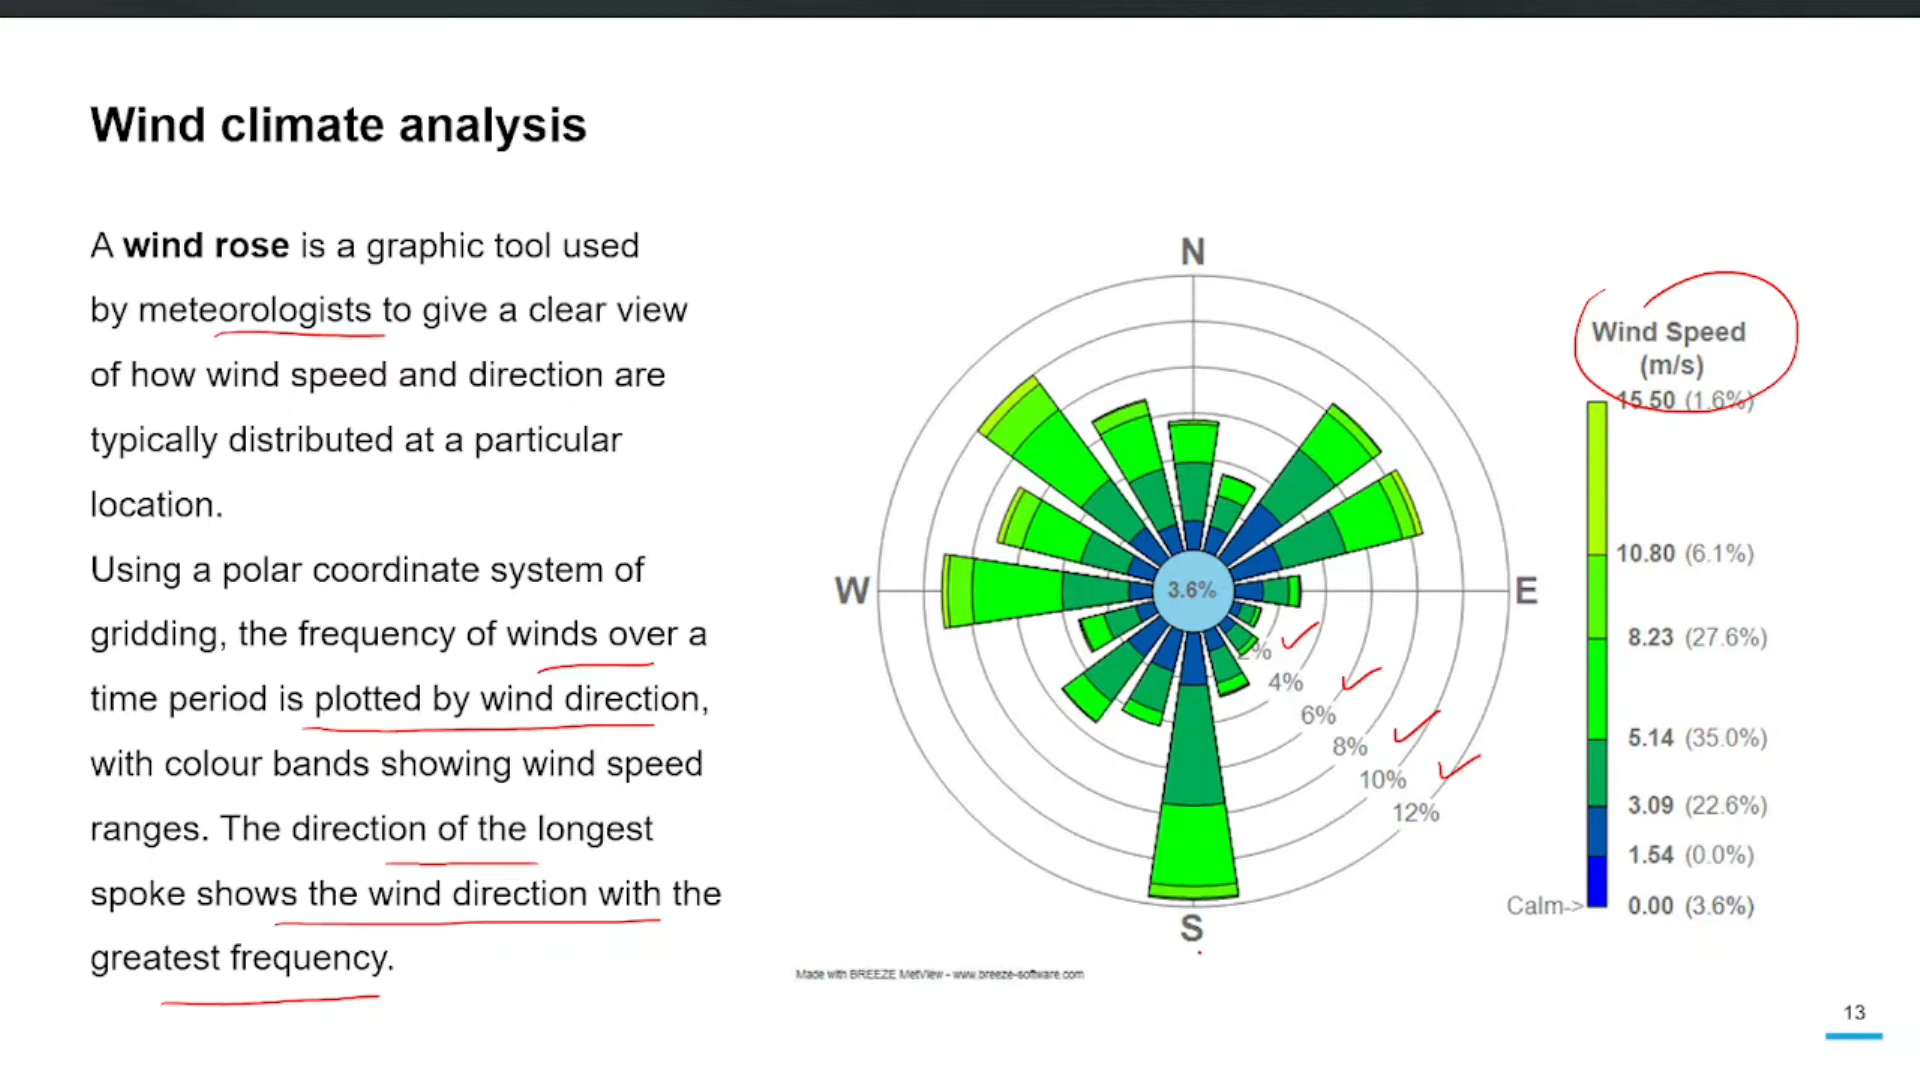 Wind climate analysis
A wind rose is a graphic tool used
by meteorologists to give a clear view
of how wind speed and direction are
typically distributed at a particular
location.
Using a polar coordinate system of
gridding, the frequency of winds over a
time period is plotted by wind direction,
with colour bands showing wind speed
ranges. The direction of the longest
spoke shows the wind direction with the
greatest frequency.
N
W
3.6%
E
2%
4%
6%
8%
10%
12%
S
Wind Speed
(m/s)
15.50 (1.6%)
10.80 (6.1%)
8.23 (27.6%)
5.14 (35.0%)
3.09 (22.6%)
1.54 (0.0%)
Calm-> 0.00 (3.6%)
Made with BREEZE MetView - www.breeze-software.com
13